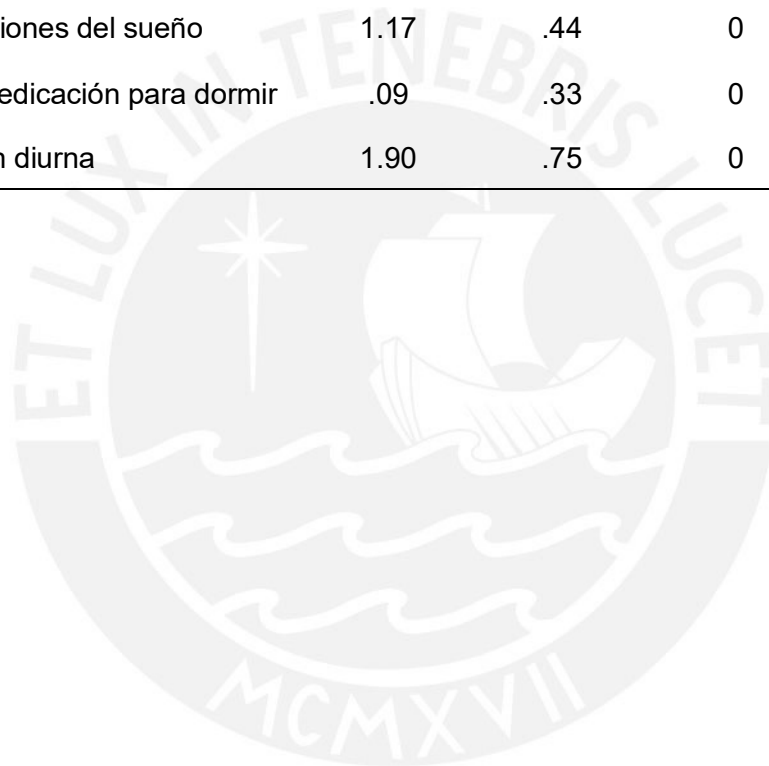 iones del sueño 1.17 .44 0
edicación para dormir .09 .33 0
n diurna 1.90 .75 0
ET LUX IN TENEBRIS LUCET
MCMXVII